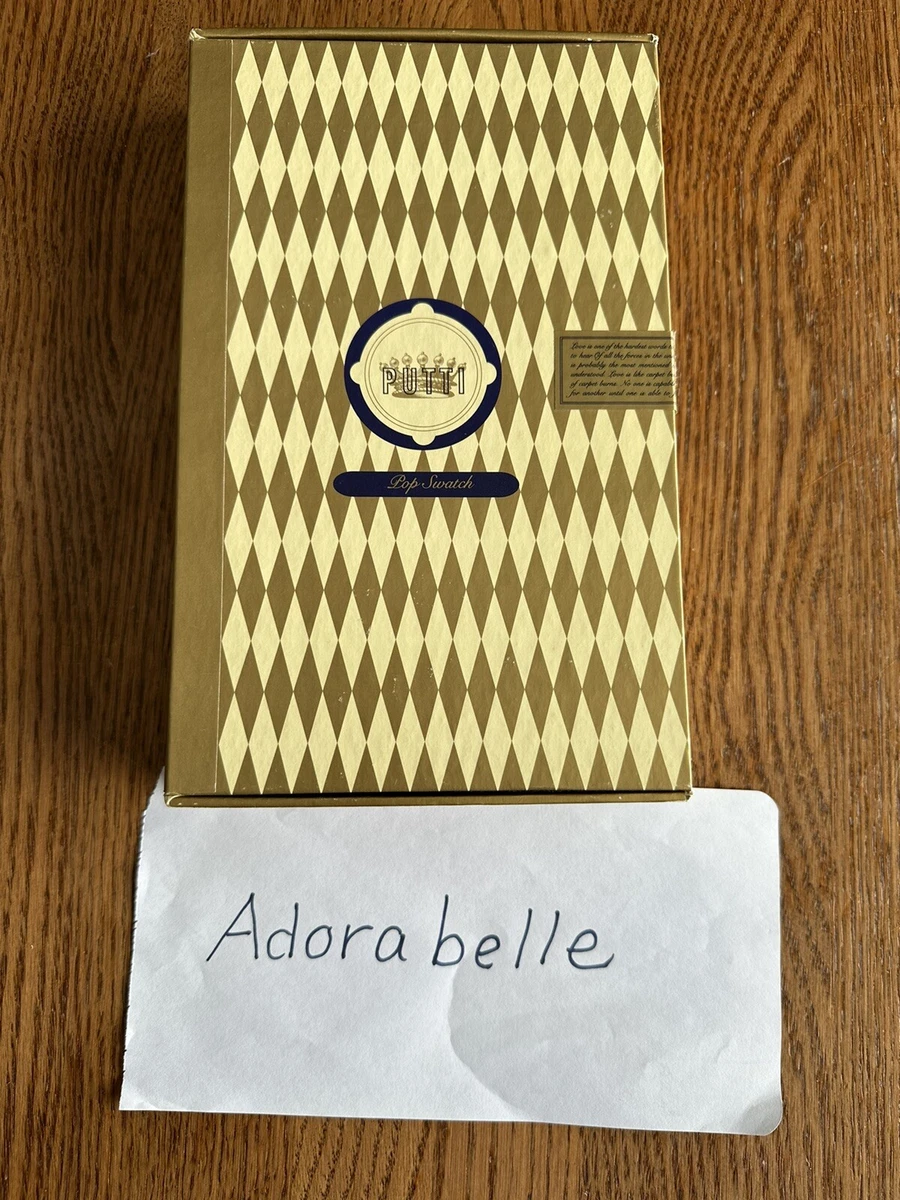 PUTTI
Pop Swatch
Love is one of the hardest words
to hear Of all the forces in the
is probably the most mentioned
understood. Love is like carpet
of carpet burns. No one is
for another until one is able to
Adorabelle